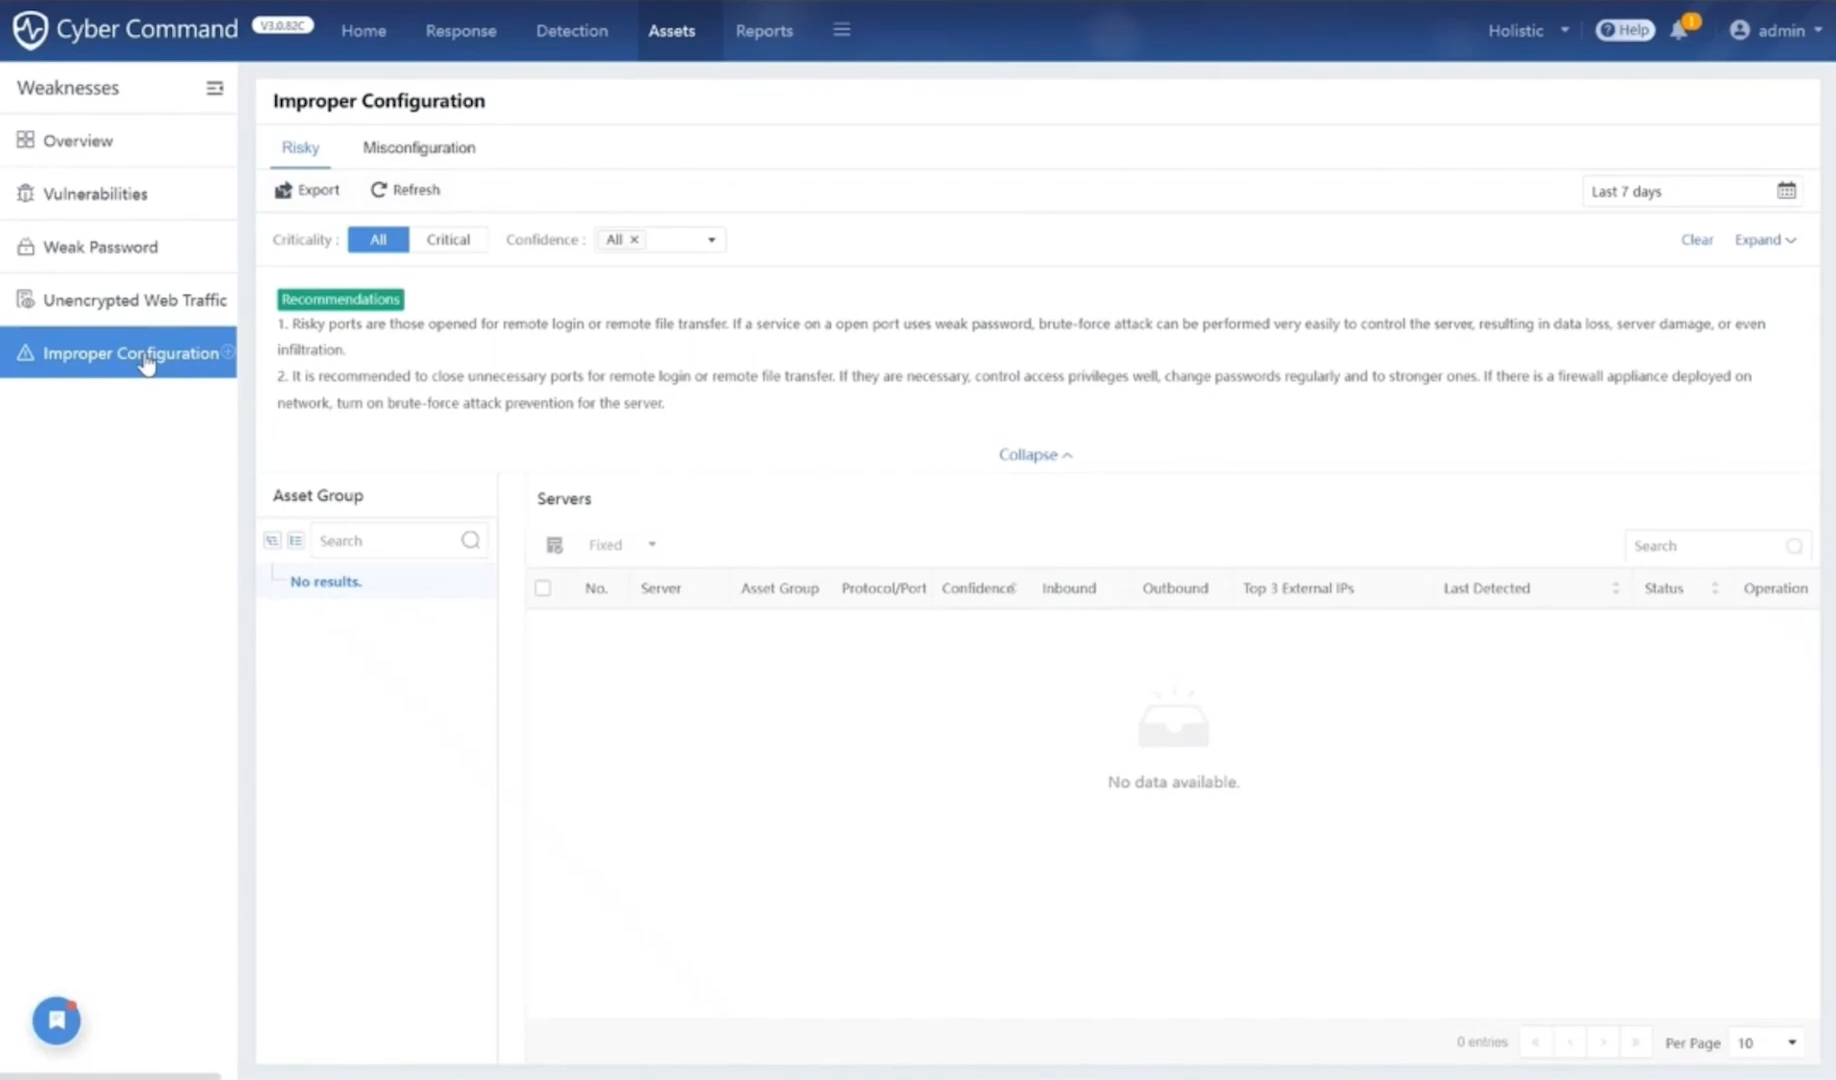 Cyber Command V3.0.82C Home Response Detection Assets Reports Holistic Help 1 admin
Weaknesses
Overview
Vulnerabilities
Weak Password
Unencrypted Web Traffic
Improper Configuration
Improper Configuration
Risky Misconfiguration
Export Refresh Last 7 days
Criticality : All Critical Confidence : All × Clear Expand
Recommendations
1. Risky ports are those opened for remote login or remote file transfer. If a service on a open port uses weak password, brute-force attack can be performed very easily to control the server, resulting in data loss, server damage, or even
infiltration.
2. It is recommended to close unnecessary ports for remote login or remote file transfer. If they are necessary, control access privileges well, change passwords regularly and to stronger ones. If there is a firewall appliance deployed on
network, turn on brute-force attack prevention for the server.
Collapse
Asset Group
Search
No results.
Servers
Fixed Search
No. Server Asset Group Protocol/Port Confidence Inbound Outbound Top 3 External IPs Last Detected Status Operation
No data available.
0 entries Per Page 10